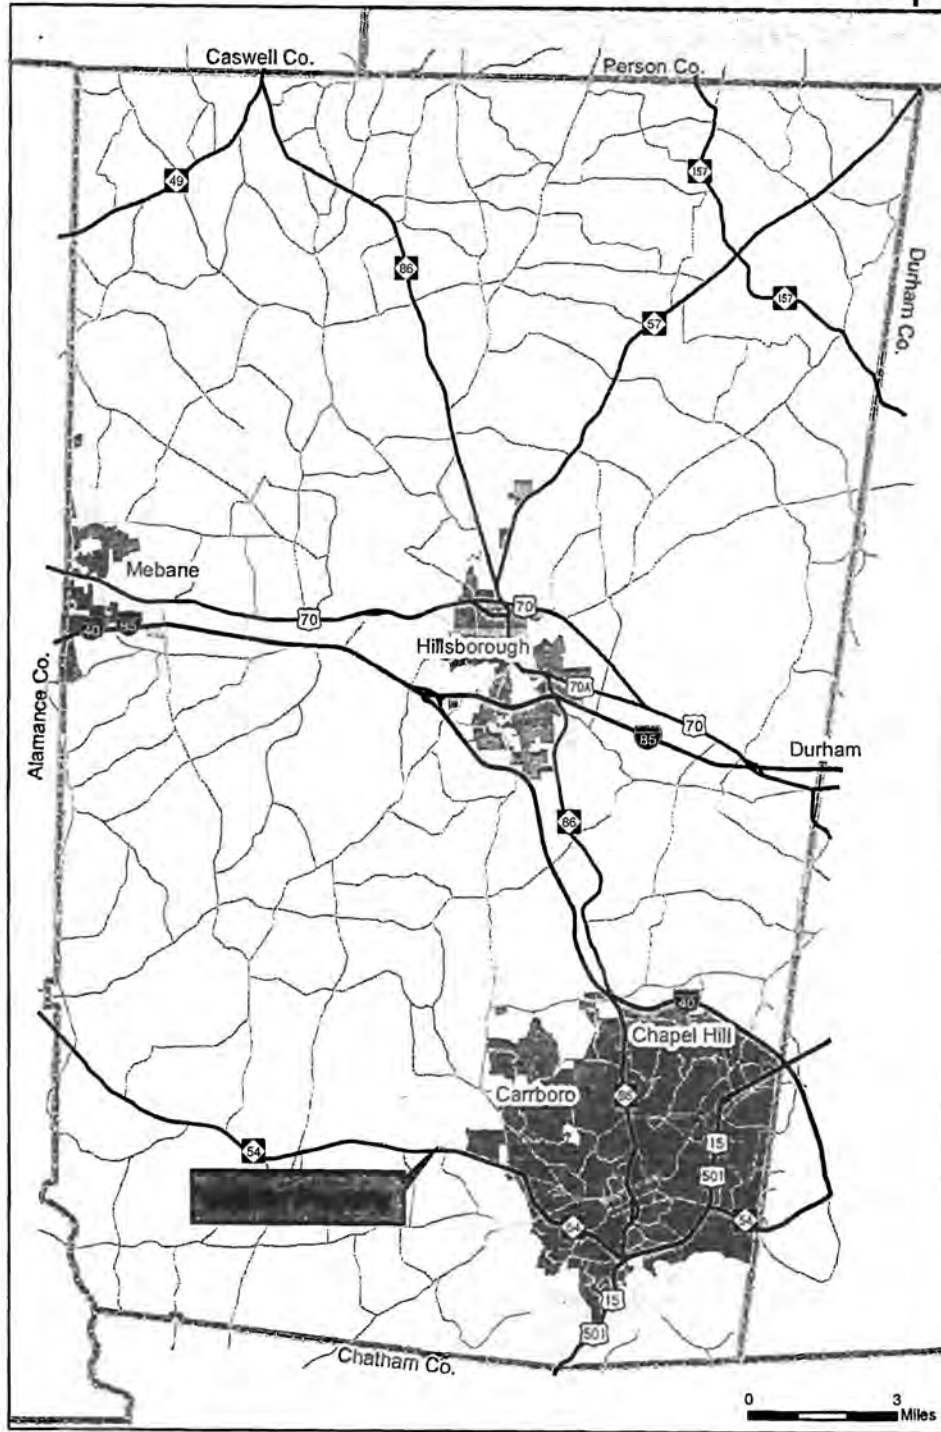 Caswell Co.
Person Co.
49
157
86
Durham Co.
157
57
Mebane
70
70
40
85
Hillsborough
Alamance Co.
70A
70
85
Durham
86
40
Chapel Hill
Carrboro
86
15
54
501
54
54
15
501
Chatham Co.
0 3
Miles